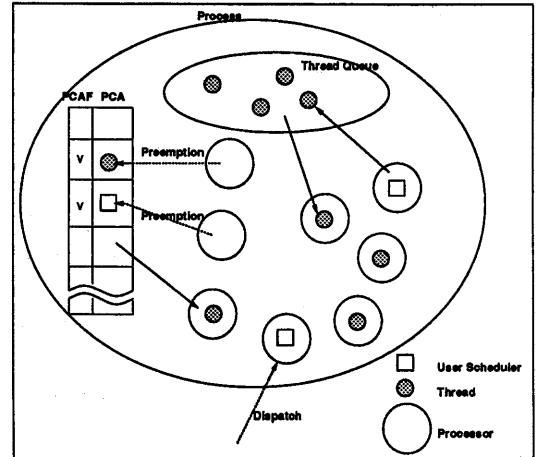 Process
Thread Queue
PCAF PCA
V
Preemption
V
Preemption
Dispatch
User Scheduler
Thread
Processor